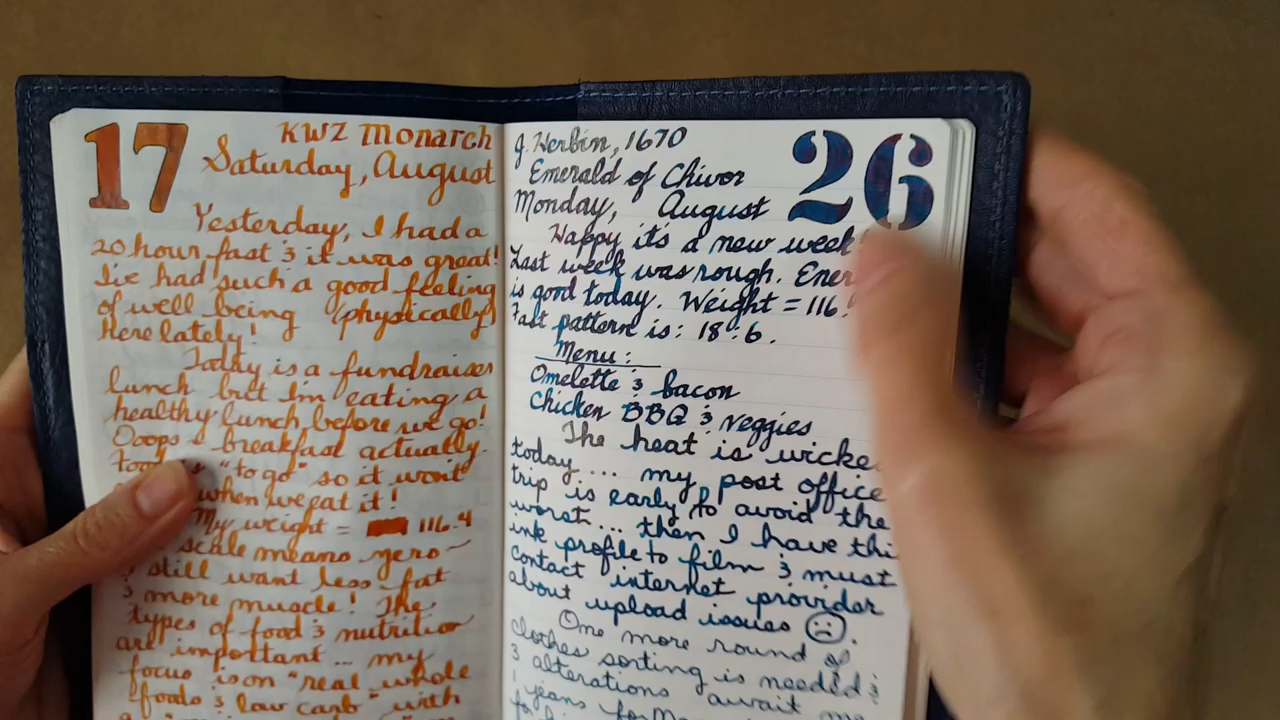 17
KWZ Monarch
Saturday, August
Yesterday, I had a
20 hour fast & it was great!
I've had such a good feeling
of well being (physically)
here lately!
Today is a fundraiser
lunch but I'm eating a
healthy lunch before we go!
Ooops breakfast actually.
"to go" so it won't
when we eat it!
My weight = 116.4
scale means zero~
still want less fat
& more muscle! The
types of food & nutrition
are important ... my
focus is on "real whole
foods & low carb" with
26
J. Herbin, 1670
Emerald of Chivor
Monday, August
Happy it's a new week
Last week was rough.
is good today. Weight = 116.
Fast pattern is: 18:6.
Menu:
Omelette & bacon
Chicken BBQ & veggies
The heat is
today ... my post office
trip is early to avoid the
worst ... then I have
ink profile to film & must
contact internet provider
about upload issues ☹.
One more round of
clothes sorting is needed &
& alterations await me
jeans for